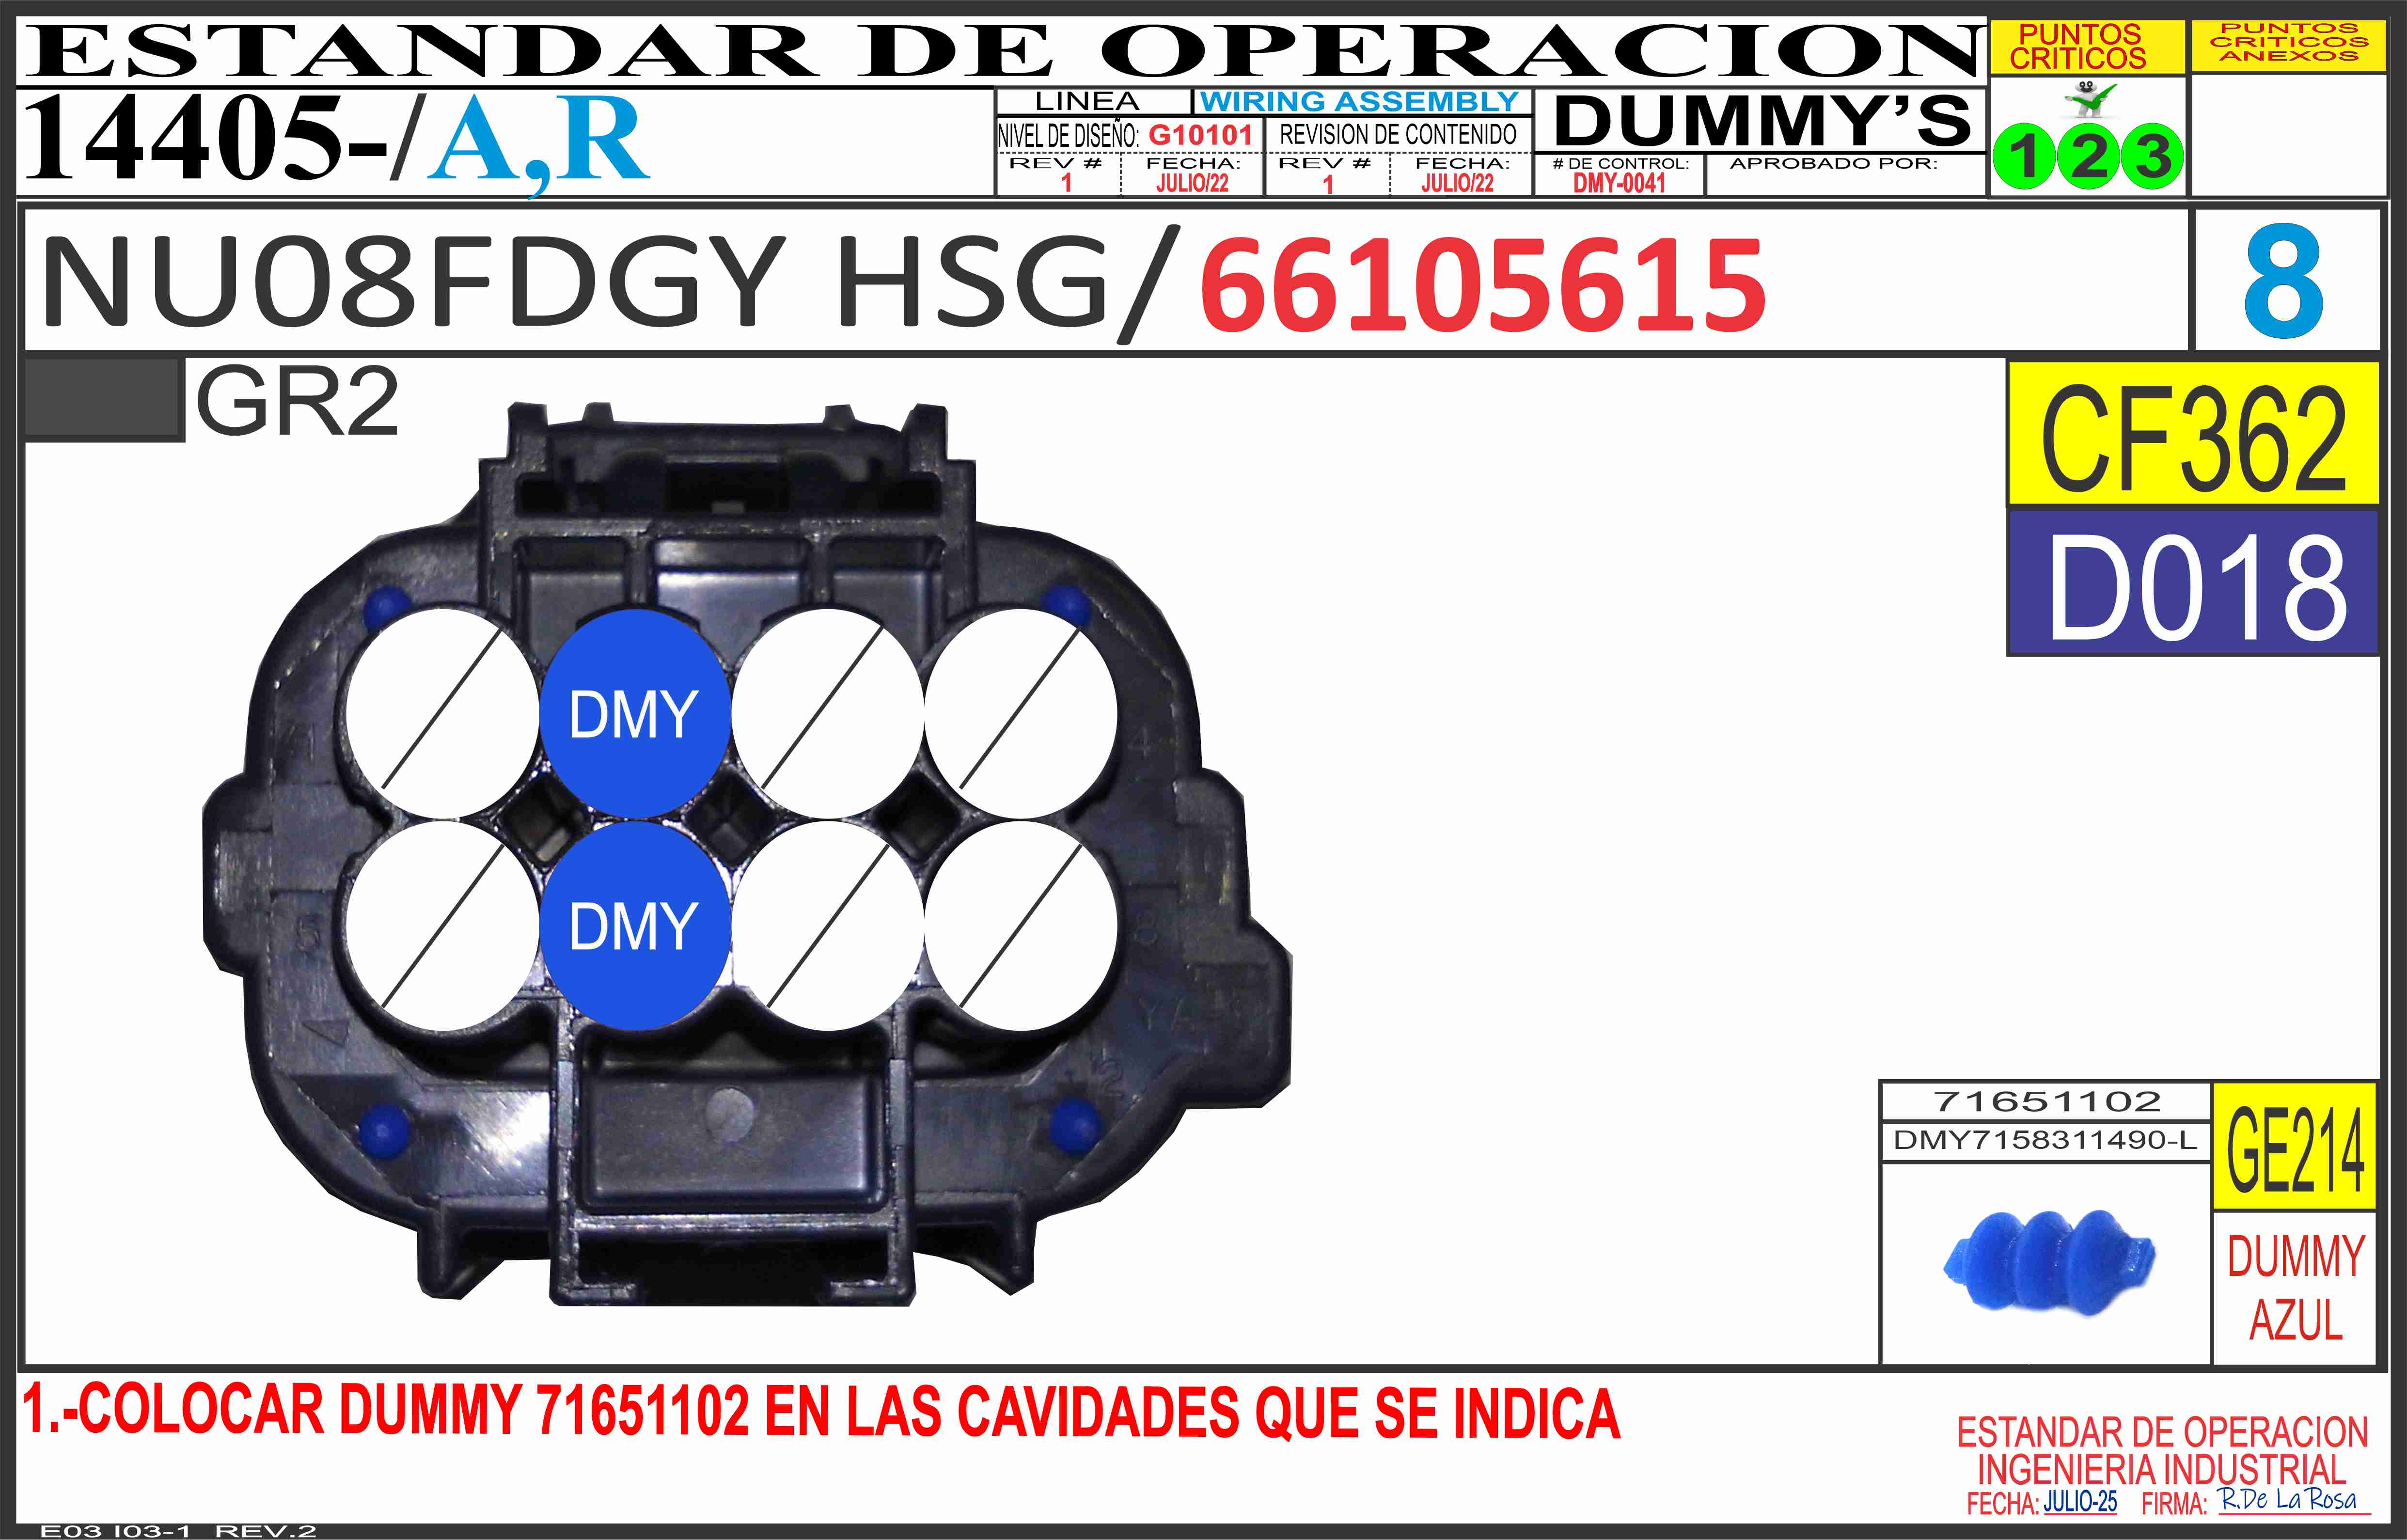 ESTANDAR DE OPERACION
PUNTOS
CRITICOS
PUNTOS
CRITICOS
ANEXOS
14405-/A,R
LINEA
WIRING ASSEMBLY
NIVEL DE DISEÑO: G10101
REVISION DE CONTENIDO
REV #
1
FECHA:
JULIO/22
REV #
1
FECHA:
JULIO/22
DUMMY'S
# DE CONTROL:
DMY-0041
APROBADO POR:
1 2 3
NU08FDGY HSG/66105615
8
GR2
CF362
D018
DMY
4
DMY
5
8
71651102
DMY7158311490-L
GE214
DUMMY
AZUL
1.-COLOCAR DUMMY 71651102 EN LAS CAVIDADES QUE SE INDICA
ESTANDAR DE OPERACION
INGENIERIA INDUSTRIAL
FECHA: JULIO-25 FIRMA: R.De La Rosa
E03 I03-1 REV.2